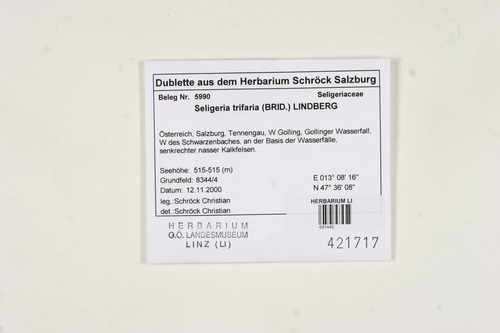 Dublette aus dem Herbarium Schröck Salzburg
Beleg Nr. 5990 Seligeriaceae
Seligeria trifaria (BRID.) LINDBERG
Österreich, Salzburg, Tennengau, W Golling, Gollinger Wasserfall,
W des Schwarzenbaches, an der Basis der Wasserfälle,
senkrechter nasser Kalkfelsen.
Seehöhe: 515-515 (m)
Grundfeld: 8344/4 E 013° 08' 16"
Datum: 12.11.2000 N 47° 36' 08"
leg.:Schröck Christian HERBARIUM LI
det.:Schröck Christian
HERBARIUM
O.Ö. LANDESMUSEUM
LINZ (LI)
421717